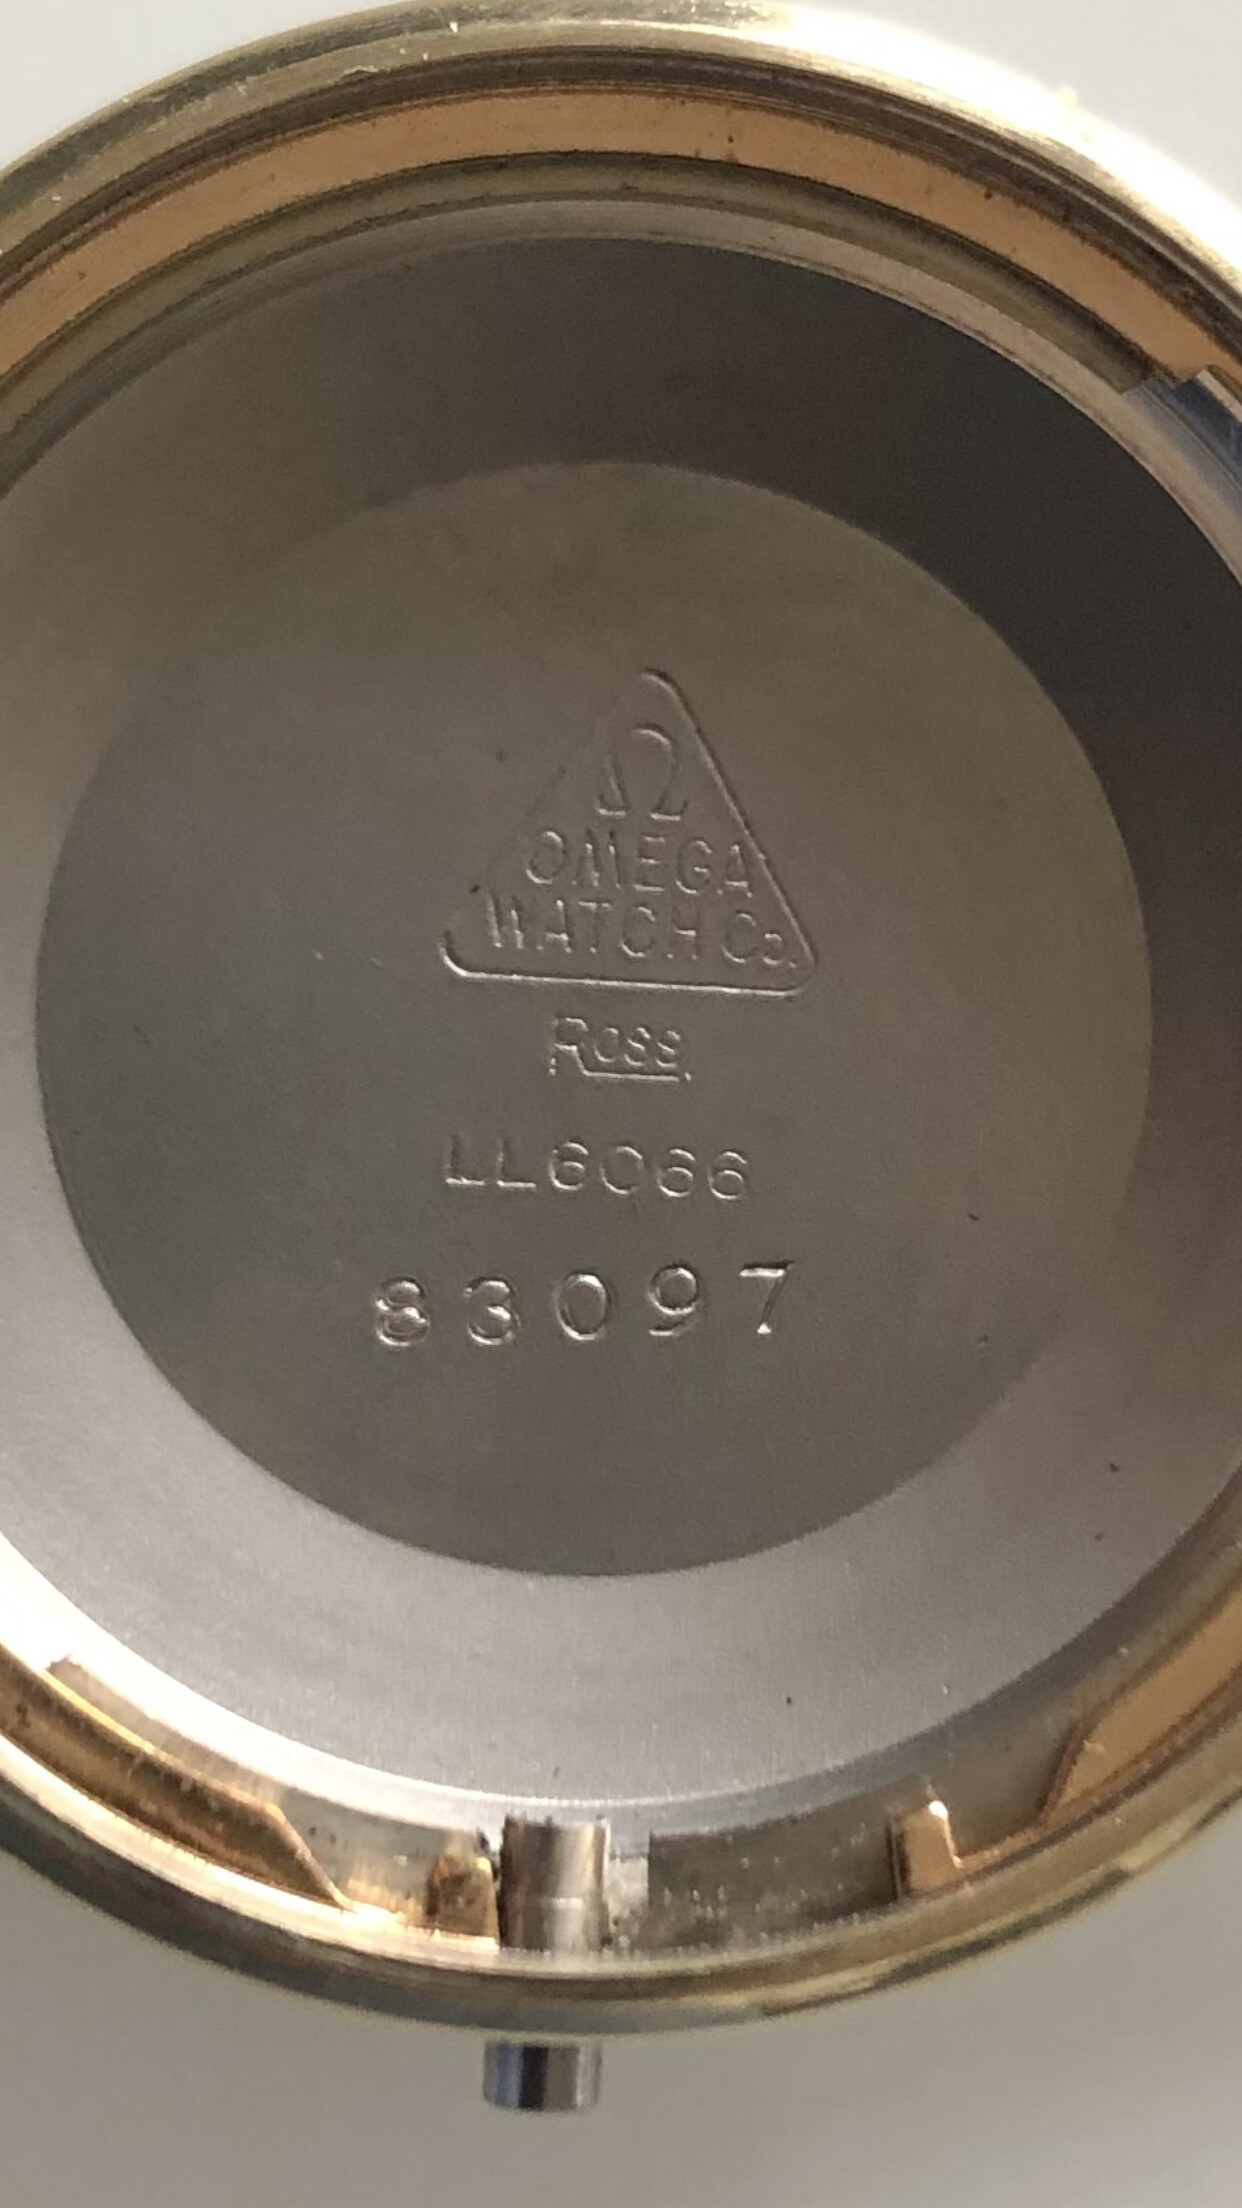 Ω
OMEGA
WATCH Co.
Ross.
LL6066
83097